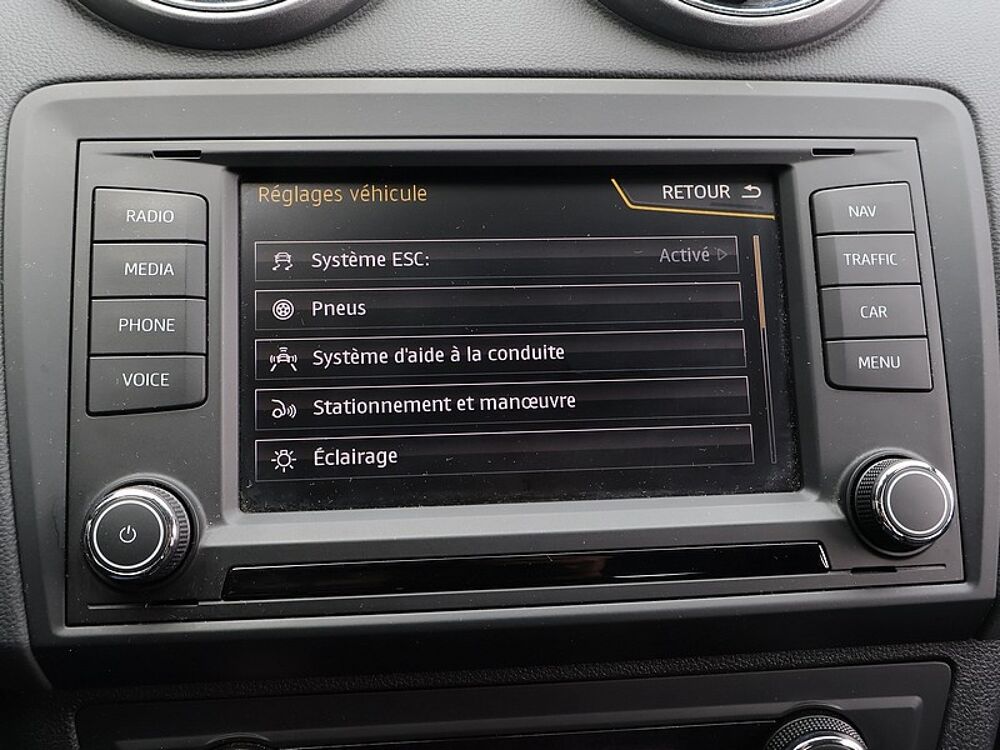 Réglages véhicule
RETOUR
Système ESC: Activé
Pneus
Système d'aide à la conduite
Stationnement et manœuvre
Éclairage
RADIO
MEDIA
PHONE
VOICE
NAV
TRAFFIC
CAR
MENU